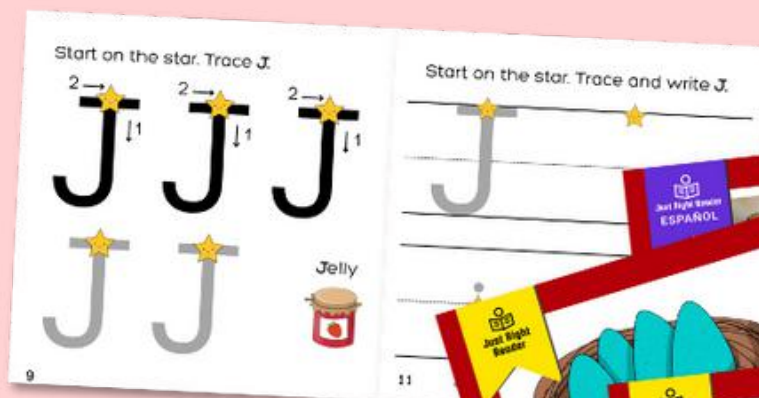 Start on the star. Trace J.
2 → 2 → 2 →
↓1 ↓1 ↓1
J J J
J J
Jelly
9
Start on the star. Trace and write J.
J
j
11
Just Right Reader
ESPAÑOL
Just Right
Reader